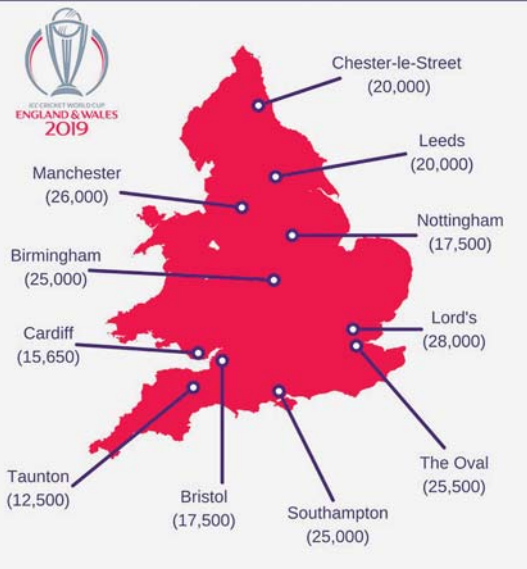 ICC CRICKET WORLD CUP
ENGLAND & WALES
2019
Chester-le-Street
(20,000)
Leeds
(20,000)
Manchester
(26,000)
Nottingham
(17,500)
Birmingham
(25,000)
Lord's
(28,000)
Cardiff
(15,650)
The Oval
(25,500)
Taunton
(12,500)
Bristol
(17,500)
Southampton
(25,000)